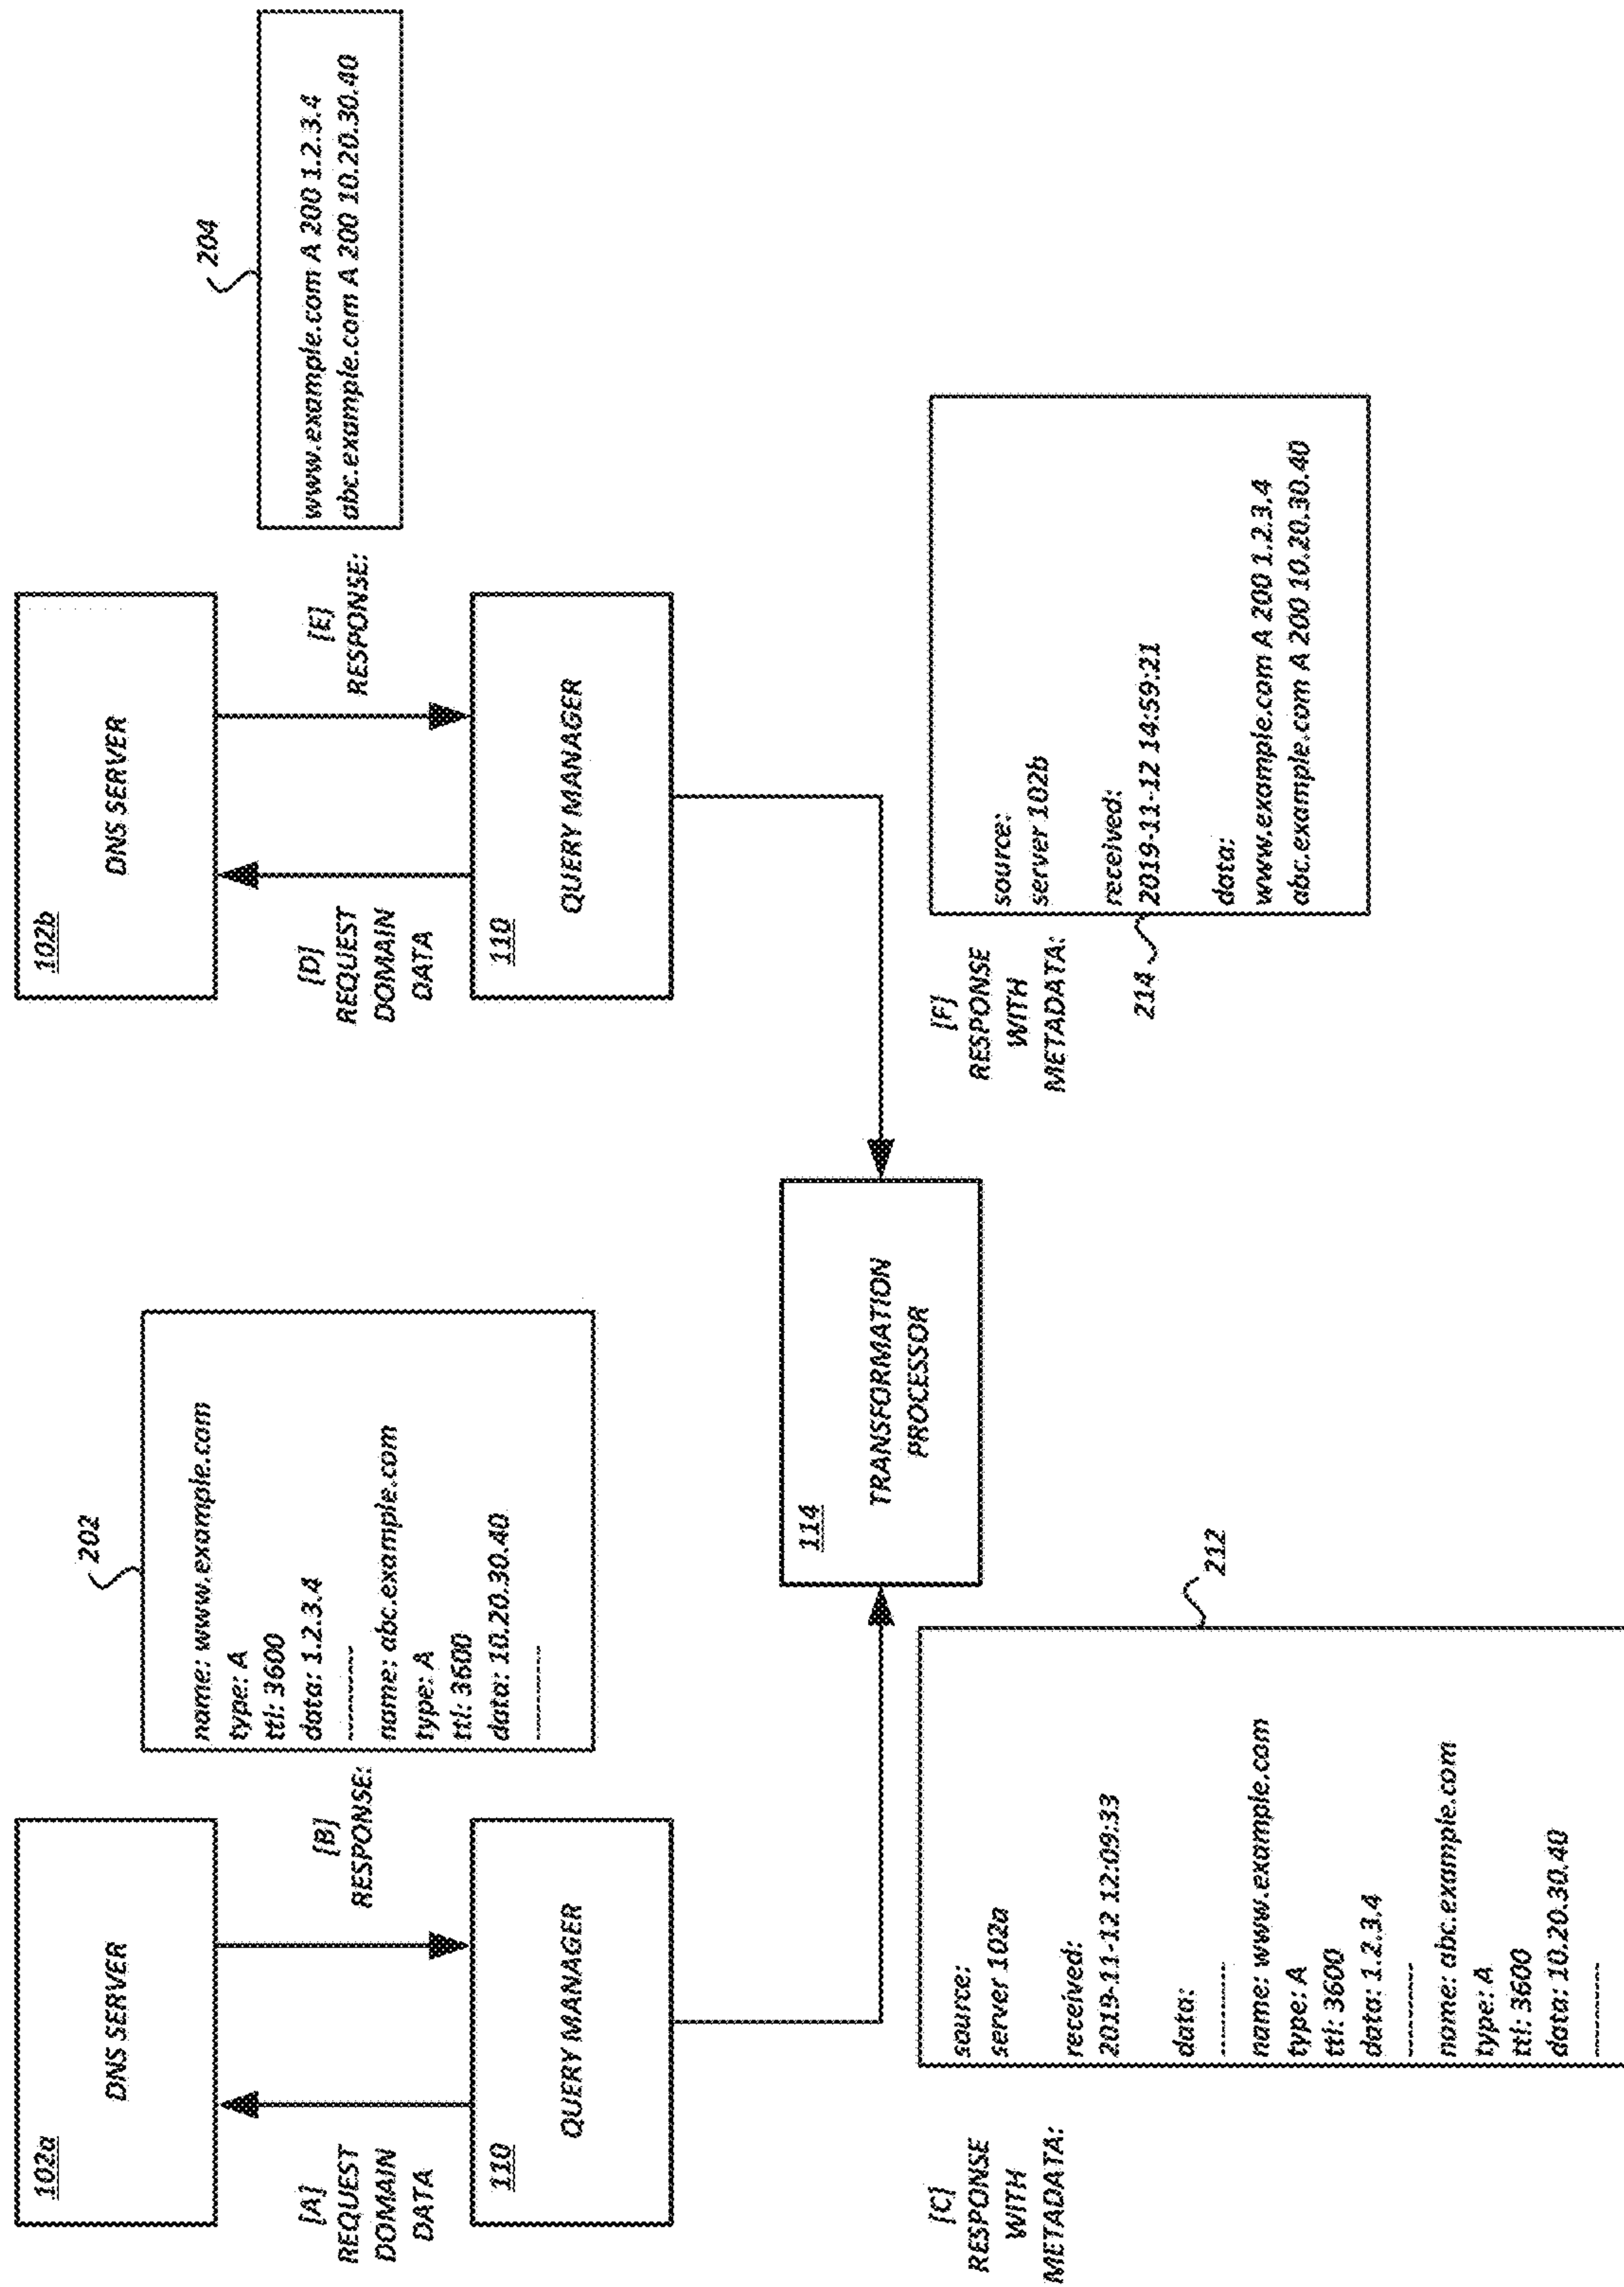 102a
DNS SERVER
[A]
REQUEST
DOMAIN
DATA
[B]
RESPONSE:
202
name: www.example.com
type: A
ttl: 3600
data: 1.2.3.4
--------
name: abc.example.com
type: A
ttl: 3600
data: 10.20.30.40
--------
110
QUERY MANAGER
[C]
RESPONSE
WITH
METADATA:
212
source:
server 102a
received:
2019-11-12 12:09:33
data:
--------
name: www.example.com
type: A
ttl: 3600
data: 1.2.3.4
--------
name: abc.example.com
type: A
ttl: 3600
data: 10.20.30.40
--------
114
TRANSFORMATION
PROCESSOR
102b
DNS SERVER
[D]
REQUEST
DOMAIN
DATA
[E]
RESPONSE:
204
www.example.com A 200 1.2.3.4
abc.example.com A 200 10.20.30.40
110
QUERY MANAGER
[F]
RESPONSE
WITH
METADATA:
214
source:
server 102b
received:
2019-11-12 14:59:21
data:
www.example.com A 200 1.2.3.4
abc.example.com A 200 10.20.30.40